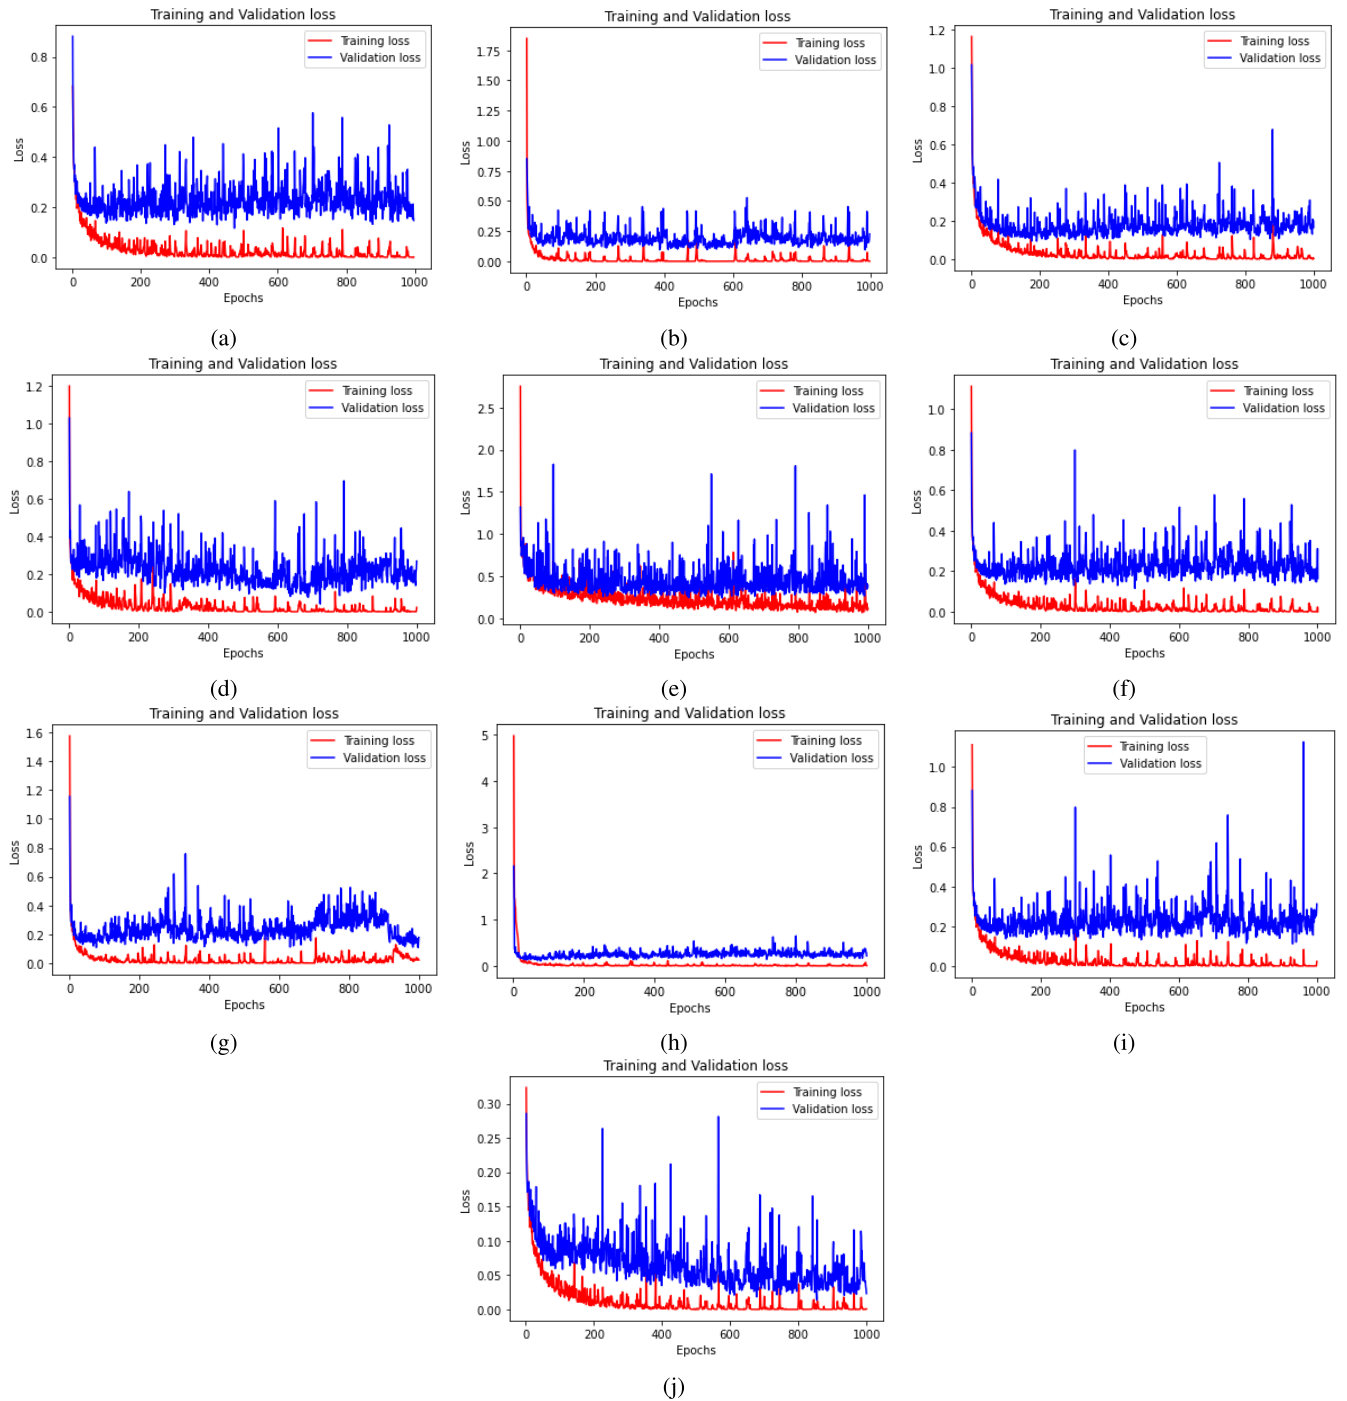 Training and Validation loss
Training loss
Validation loss
0.8
0.6
0.4
0.2
0.0
Loss
0 200 400 600 800 1000
Epochs
(a)
Training and Validation loss
Training loss
Validation loss
1.75
1.50
1.25
1.00
0.75
0.50
0.25
0.00
Loss
0 200 400 600 800 1000
Epochs
(b)
Training and Validation loss
Training loss
Validation loss
1.2
1.0
0.8
0.6
0.4
0.2
0.0
Loss
0 200 400 600 800 1000
Epochs
(c)
Training and Validation loss
Training loss
Validation loss
1.2
1.0
0.8
0.6
0.4
0.2
0.0
Loss
0 200 400 600 800 1000
Epochs
(d)
Training and Validation loss
Training loss
Validation loss
2.5
2.0
1.5
1.0
0.5
0.0
Loss
0 200 400 600 800 1000
Epochs
(e)
Training and Validation loss
Training loss
Validation loss
1.0
0.8
0.6
0.4
0.2
0.0
Loss
0 200 400 600 800 1000
Epochs
(f)
Training and Validation loss
Training loss
Validation loss
1.6
1.4
1.2
1.0
0.8
0.6
0.4
0.2
0.0
Loss
0 200 400 600 800 1000
Epochs
(g)
Training and Validation loss
Training loss
Validation loss
5
4
3
2
1
0
Loss
0 200 400 600 800 1000
Epochs
(h)
Training and Validation loss
Training loss
Validation loss
1.0
0.8
0.6
0.4
0.2
0.0
Loss
0 200 400 600 800 1000
Epochs
(i)
Training and Validation loss
Training loss
Validation loss
0.30
0.25
0.20
0.15
0.10
0.05
0.00
Loss
0 200 400 600 800 1000
Epochs
(j)